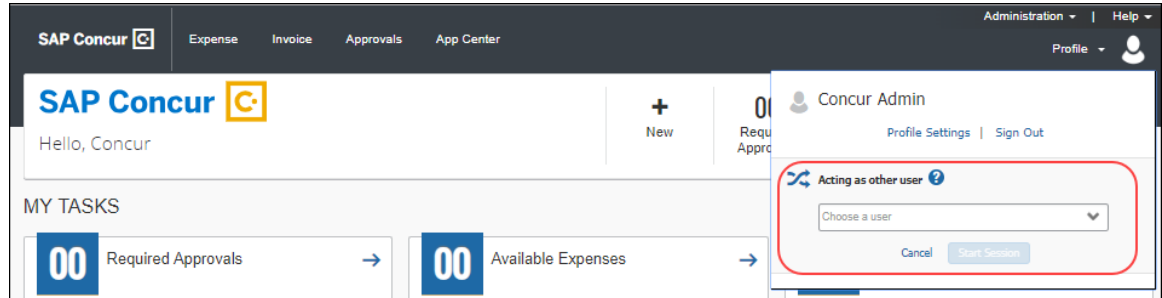 Administration | Help
SAP Concur C Expense Invoice Approvals App Center
Profile
SAP Concur C
Hello, Concur
+
New
00
Concur Admin
Profile Settings | Sign Out
Acting as other user ?
Choose a user
Cancel Start Session
MY TASKS
00 Required Approvals →
00 Available Expenses →